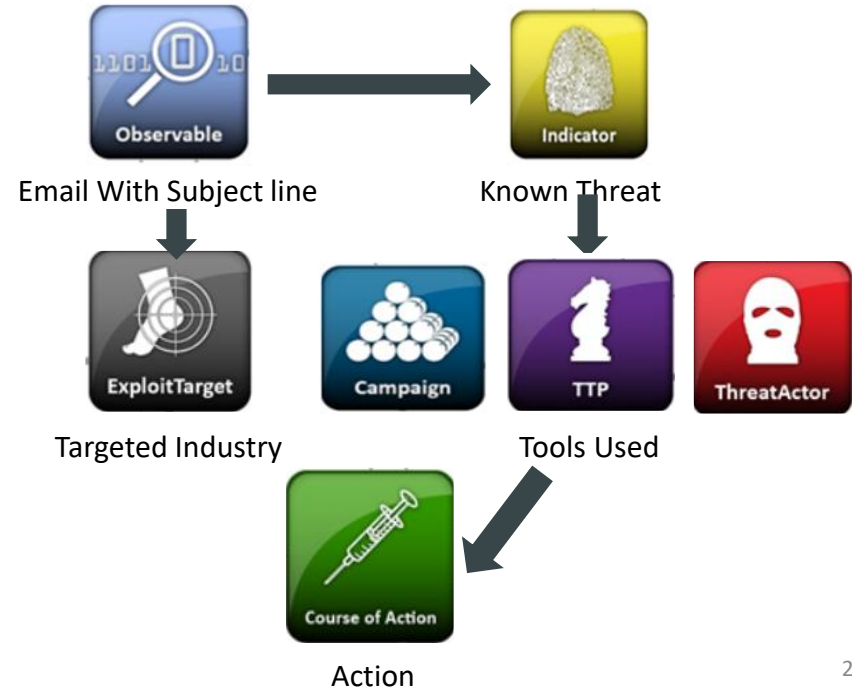 1101 0 10
Observable
Indicator
Email With Subject line
Known Threat
ExploitTarget
Campaign
TTP
ThreatActor
Targeted Industry
Tools Used
Course of Action
Action
2